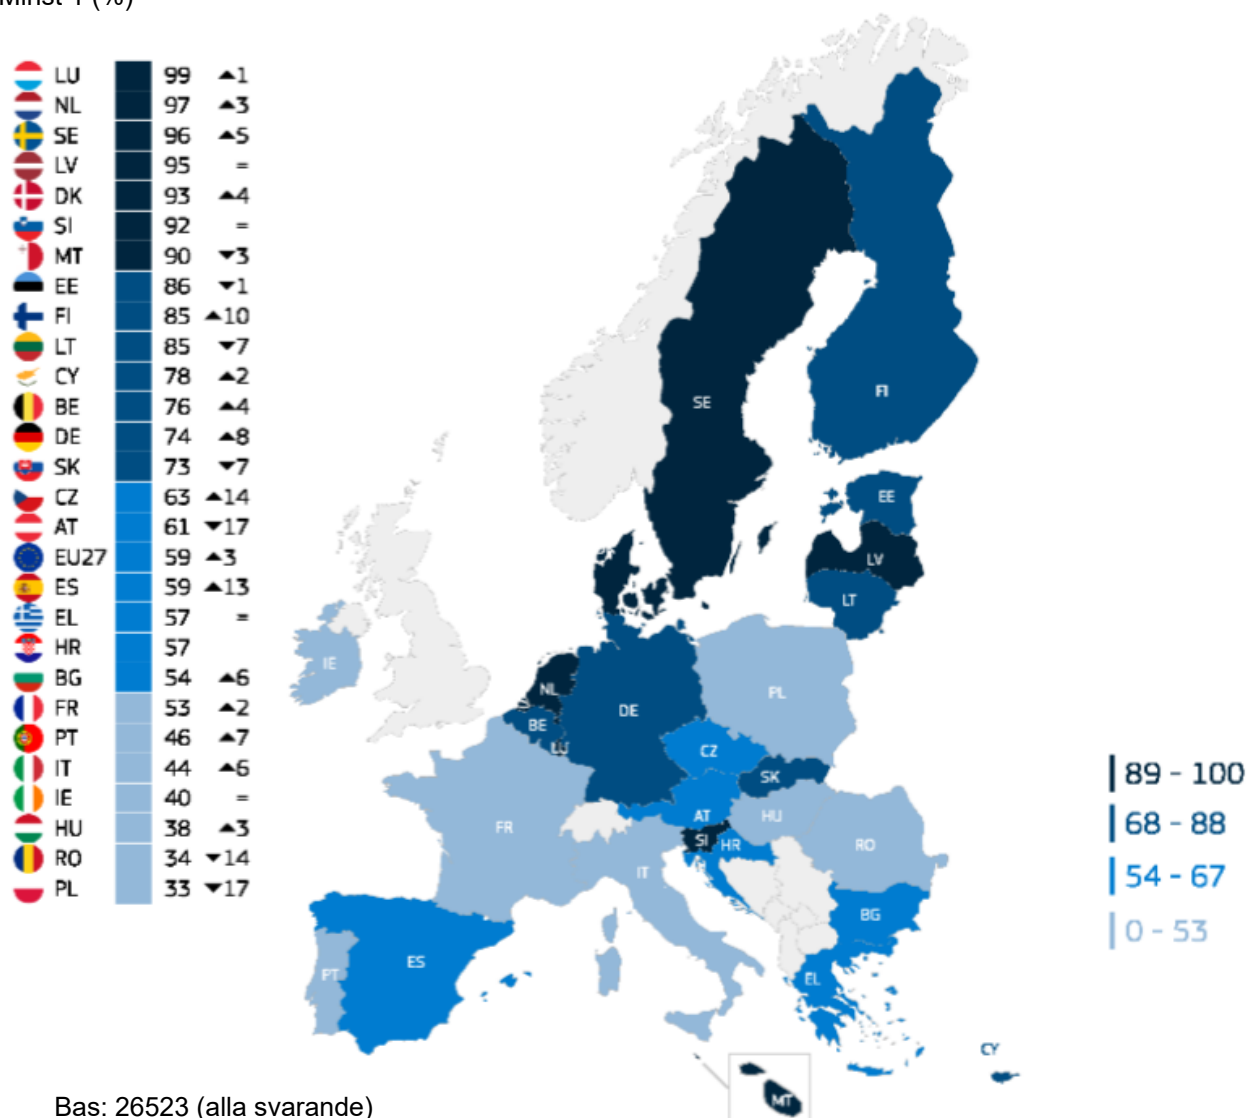 Minst 1 (%)
LU 99 ▲1
NL 97 ▲3
SE 96 ▲5
LV 95 =
DK 93 ▲4
SI 92 =
MT 90 ▼3
EE 86 ▼1
FI 85 ▲10
LT 85 ▼7
CY 78 ▲2
BE 76 ▲4
DE 74 ▲8
SK 73 ▼7
CZ 63 ▲14
AT 61 ▼17
EU27 59 ▲3
ES 59 ▲13
EL 57 =
HR 57
BG 54 ▲6
FR 53 ▲2
PT 46 ▲7
IT 44 ▲6
IE 40 =
HU 38 ▲3
RO 34 ▼14
PL 33 ▼17
SE
FI
EE
LV
LT
IE
NL
BE
LU
DE
PL
CZ
SK
AT
HU
SI
HR
FR
IT
RO
BG
PT
ES
EL
CY
MT
89 - 100
68 - 88
54 - 67
0 - 53
Bas: 26523 (alla svarande)